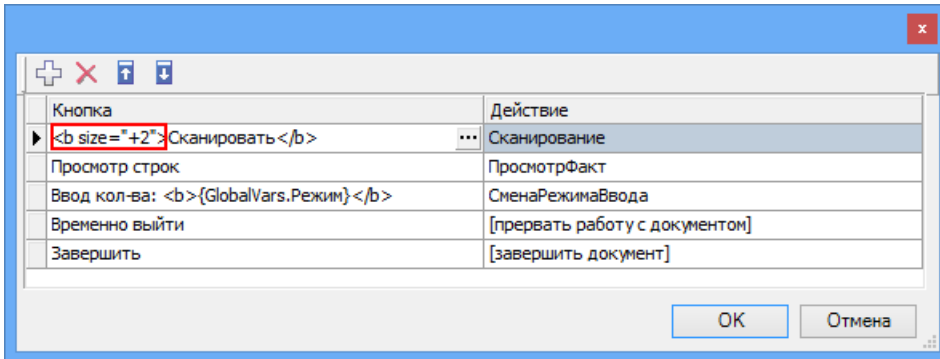 x
Кнопка Действие
<b size="+2">Сканировать</b> ... Сканирование
Просмотр строк ПросмотрФакт
Ввод кол-ва: <b>{GlobalVars.Режим}</b> СменаРежимаВвода
Временно выйти [прервать работу с документом]
Завершить [завершить документ]
OK Отмена